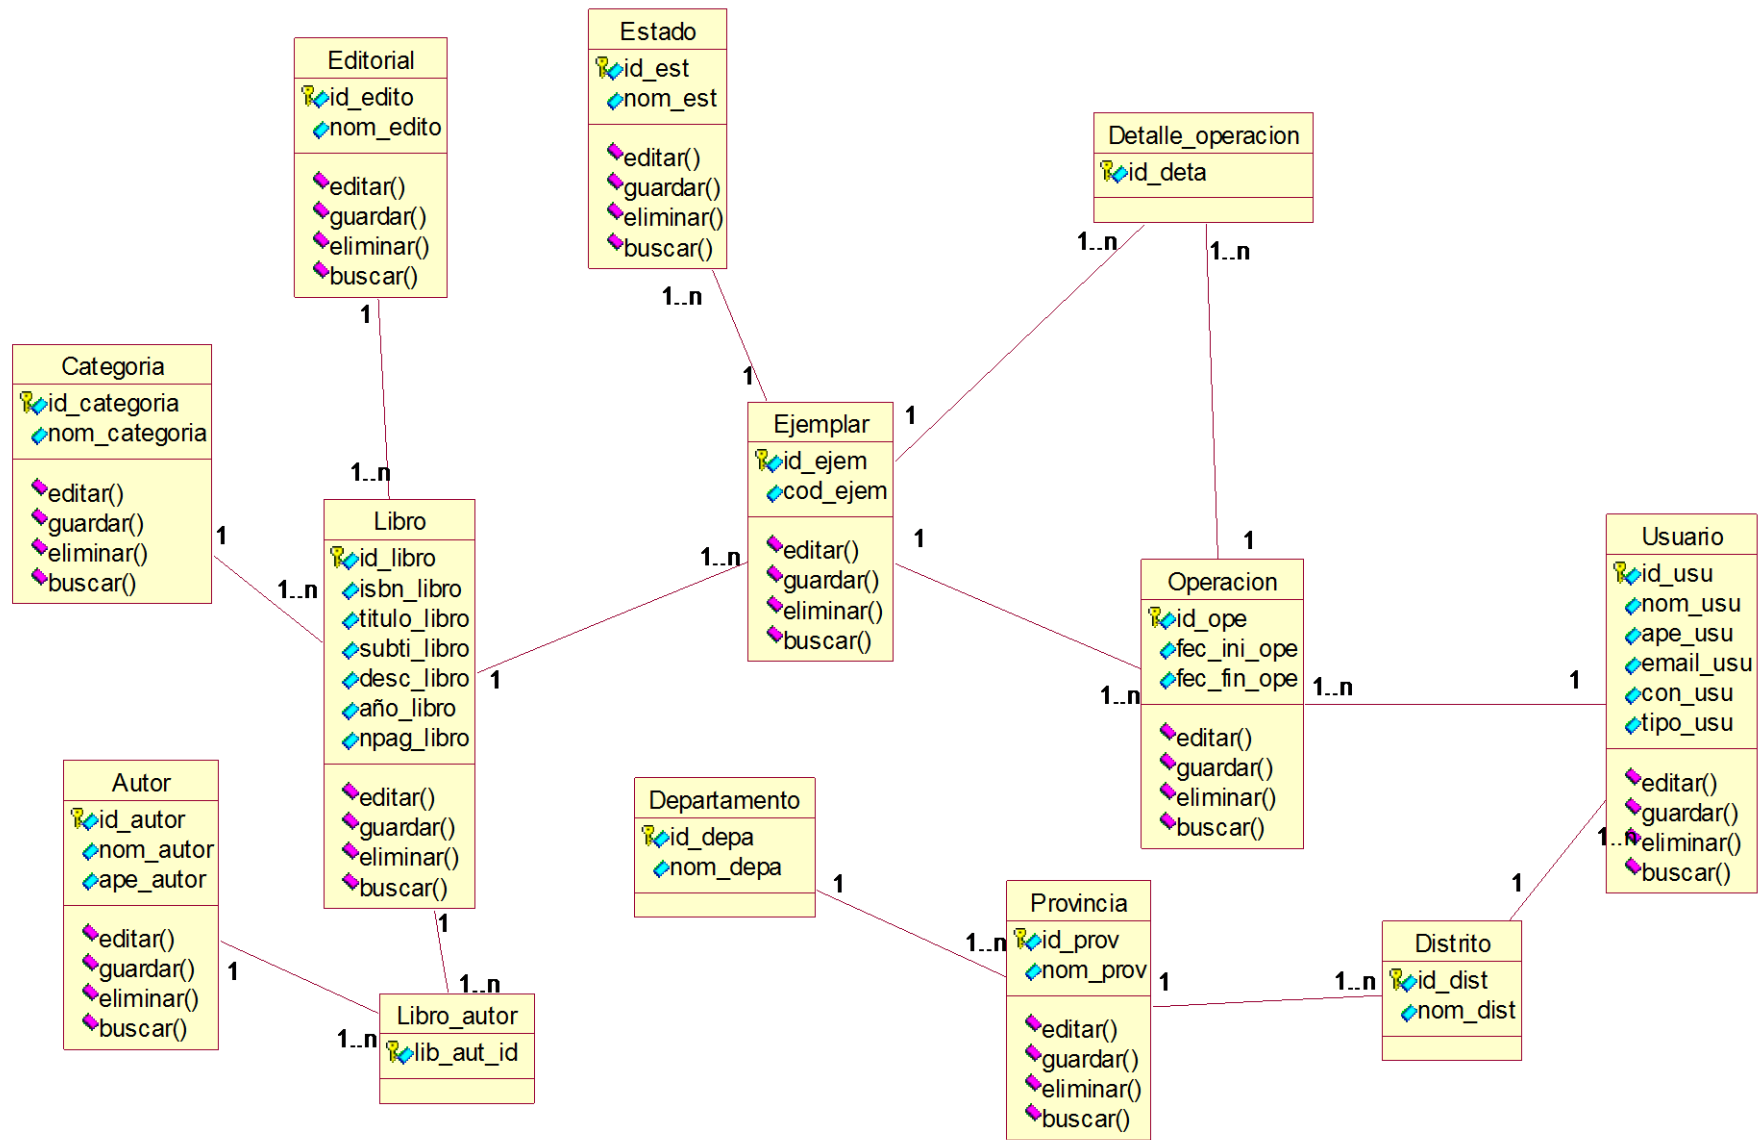 Editorial
id_edito
nom_edito
editar()
guardar()
eliminar()
buscar()
1
1..n
Estado
id_est
nom_est
editar()
guardar()
eliminar()
buscar()
1..n
1
Detalle_operacion
id_deta
1..n
1..n
1
1
Categoria
id_categoria
nom_categoria
editar()
guardar()
eliminar()
buscar()
1
1..n
Libro
id_libro
isbn_libro
titulo_libro
subti_libro
desc_libro
año_libro
npag_libro
editar()
guardar()
eliminar()
buscar()
1
1..n
1
1..n
Ejemplar
id_ejem
cod_ejem
editar()
guardar()
eliminar()
buscar()
1
1..n
Operacion
id_ope
fec_ini_ope
fec_fin_ope
editar()
guardar()
eliminar()
buscar()
1..n
1
Usuario
id_usu
nom_usu
ape_usu
email_usu
con_usu
tipo_usu
editar()
guardar()
eliminar()
buscar()
1..n
1
Autor
id_autor
nom_autor
ape_autor
editar()
guardar()
eliminar()
buscar()
1
1..n
Libro_autor
lib_aut_id
Departamento
id_depa
nom_depa
1
1..n
Provincia
id_prov
nom_prov
editar()
guardar()
eliminar()
buscar()
1
1..n
Distrito
id_dist
nom_dist